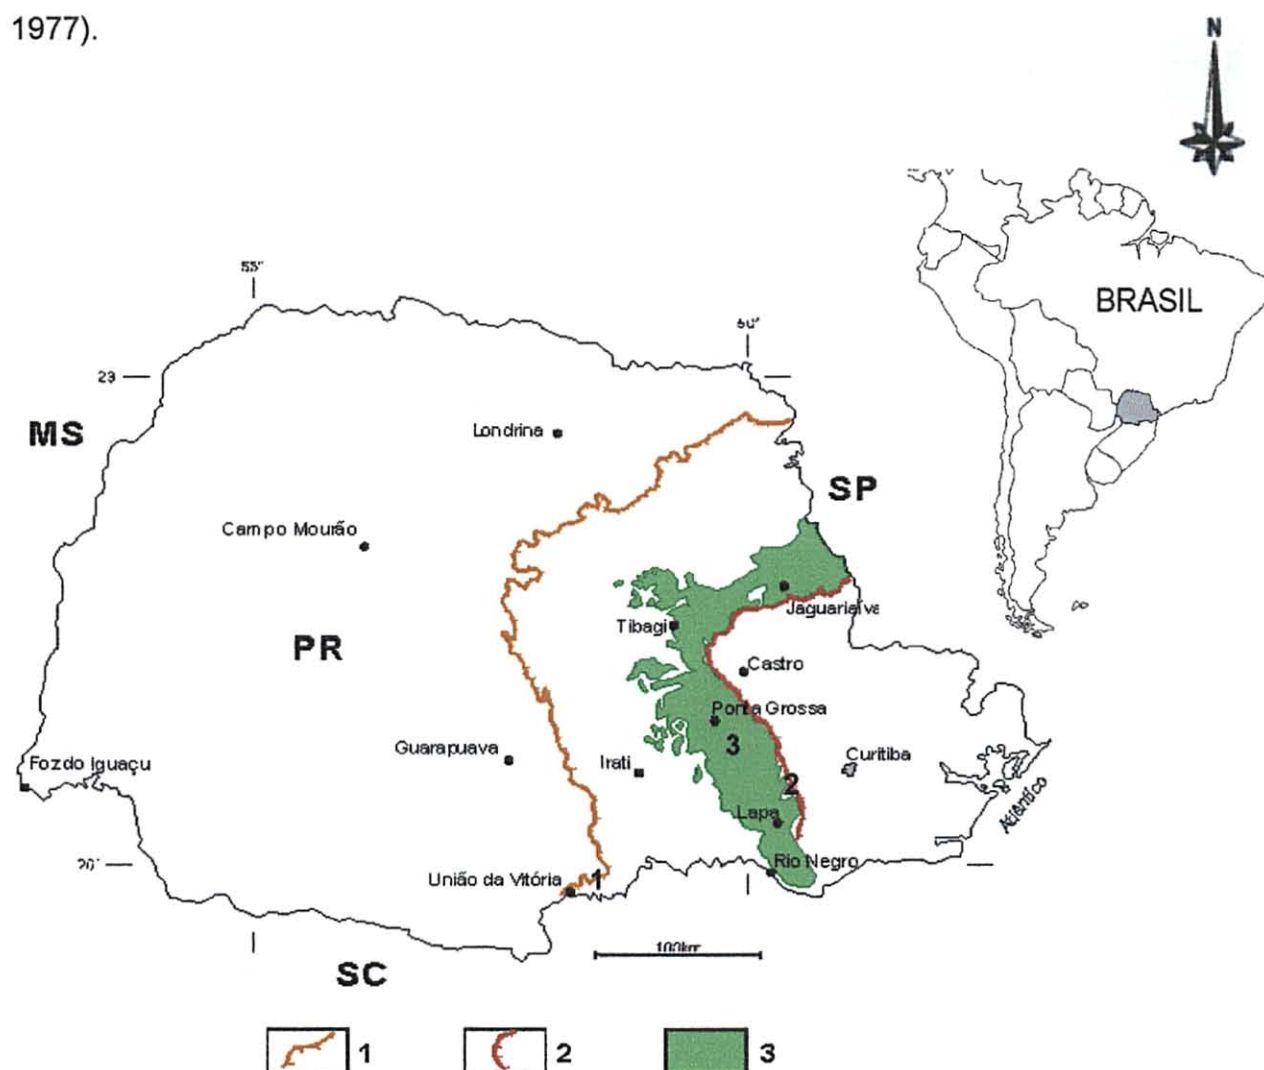 1977).
N
BRASIL
55°
60°
23
MS
Londrina
SP
Campo Mourão
Jaguariaíva
Tibagi
PR
Castro
Ponta Grossa
3
Guarapuava
Irati
Curitiba
Foz do Iguaçu
2
Lapa
Atlântico
Rio Negro
União da Vitória
1
100km
SC
1
2
3